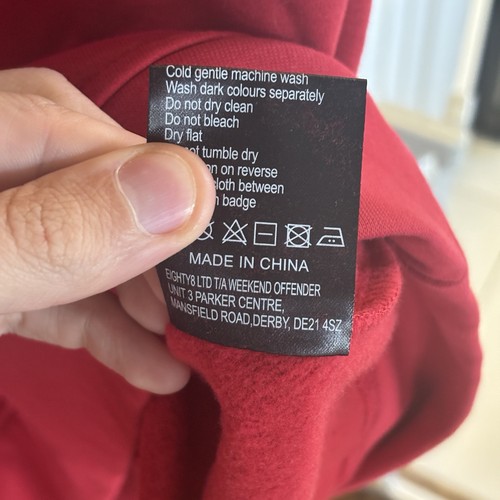 Cold gentle machine wash
Wash dark colours separately
Do not dry clean
Do not bleach
Dry flat
not tumble dry
on on reverse
cloth between
n badge
MADE IN CHINA
EIGHTY8 LTD T/A WEEKEND OFFENDER
UNIT 3 PARKER CENTRE,
MANSFIELD ROAD,DERBY, DE21 4SZ